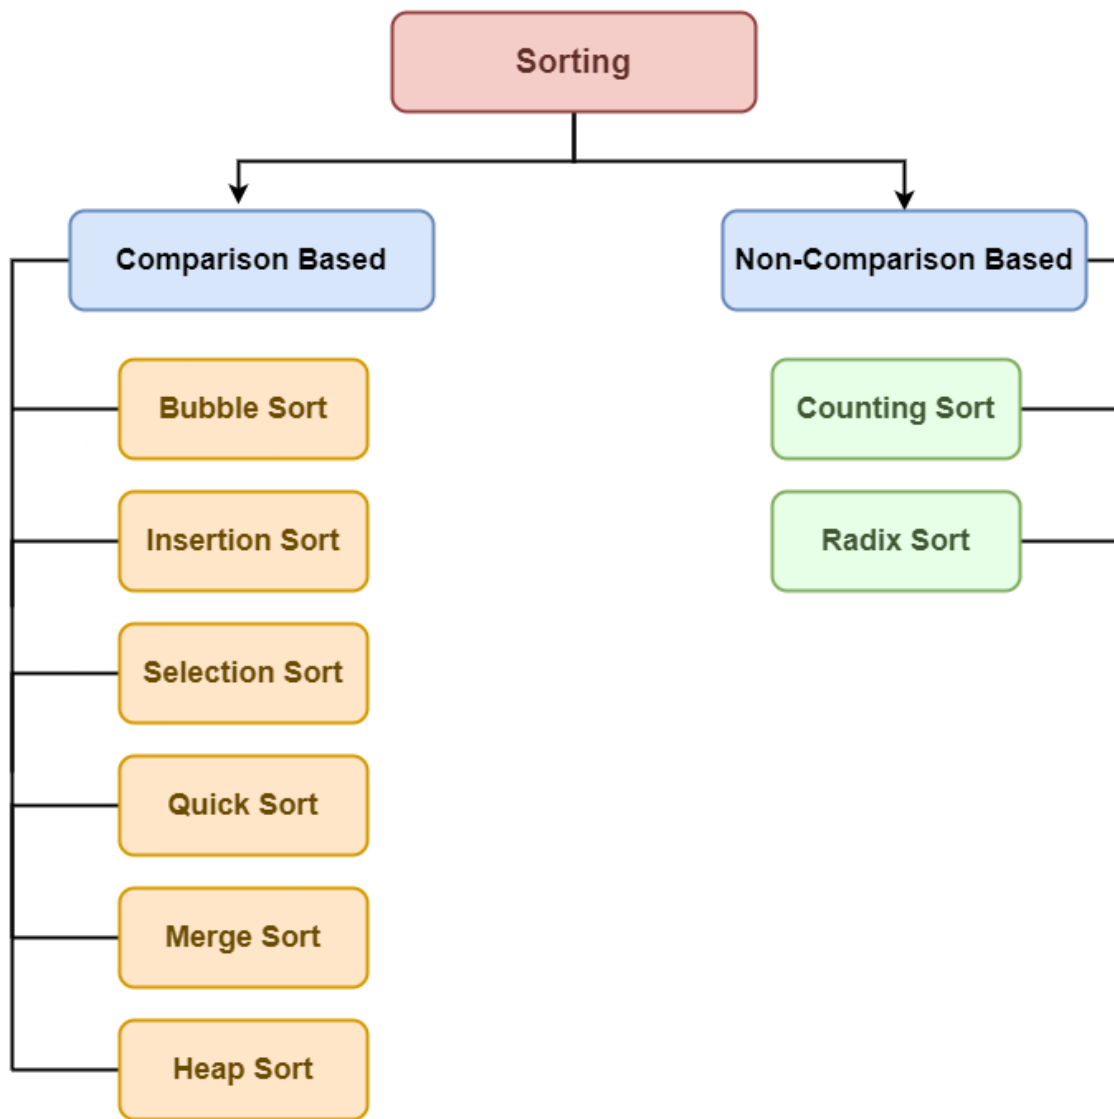 Sorting
Comparison Based
Non-Comparison Based
Bubble Sort
Counting Sort
Insertion Sort
Radix Sort
Selection Sort
Quick Sort
Merge Sort
Heap Sort